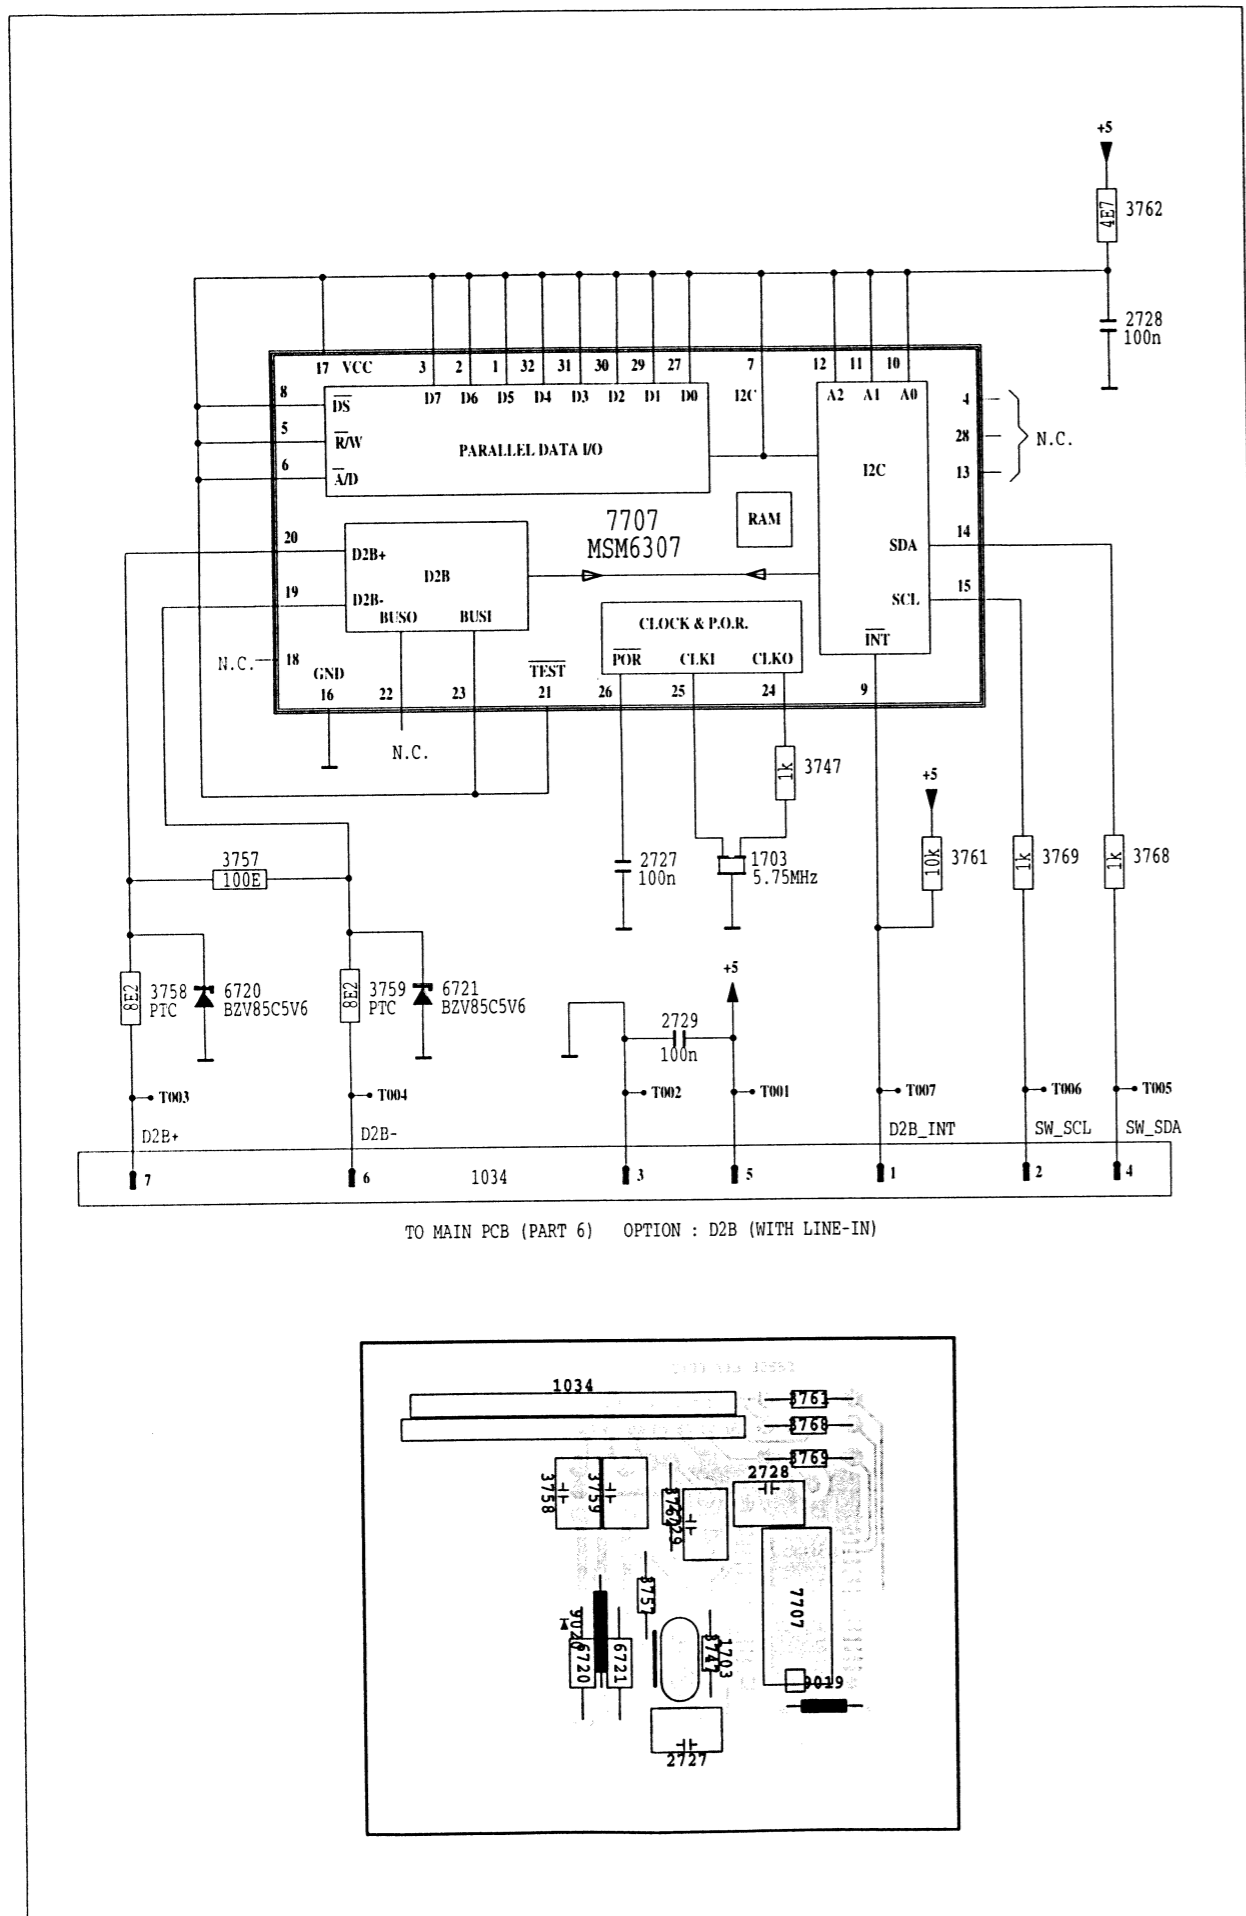 +5
4E7 3762
2728
100n
17 VCC 3 2 1 32 31 30 29 27 7 12 11 10
8 DS D7 D6 D5 D4 D3 D2 D1 D0 I2C A2 A1 A0 4
5 R/W PARALLEL DATA I/O I2C 28 N.C.
6 A/D 13
RAM
7707
MSM6307
20 D2B+ D2B SDA 14
19 D2B- SCL 15
BUSO BUSI
CLOCK & P.O.R.
INT
POR CLKI CLKO
N.C. 18
GND TEST
16 22 23 21 26 25 24 9
N.C.
1k 3747
+5
3757
100E
2727
100n
1703
5.75MHz
10k 3761
1k 3769
1k 3768
8E2 3758
PTC
6720
BZV85C5V6
8E2 3759
PTC
6721
BZV85C5V6
+5
2729
100n
T003 T004 T002 T001 T007 T006 T005
D2B+ D2B- D2B_INT SW_SCL SW_SDA
7 6 1034 3 5 1 2 4
TO MAIN PCB (PART 6) OPTION : D2B (WITH LINE-IN)
1034
3761
3768
3769
2728
3758
3759
3757
7707
9020
6720
6721
3747
1703
9019
2727